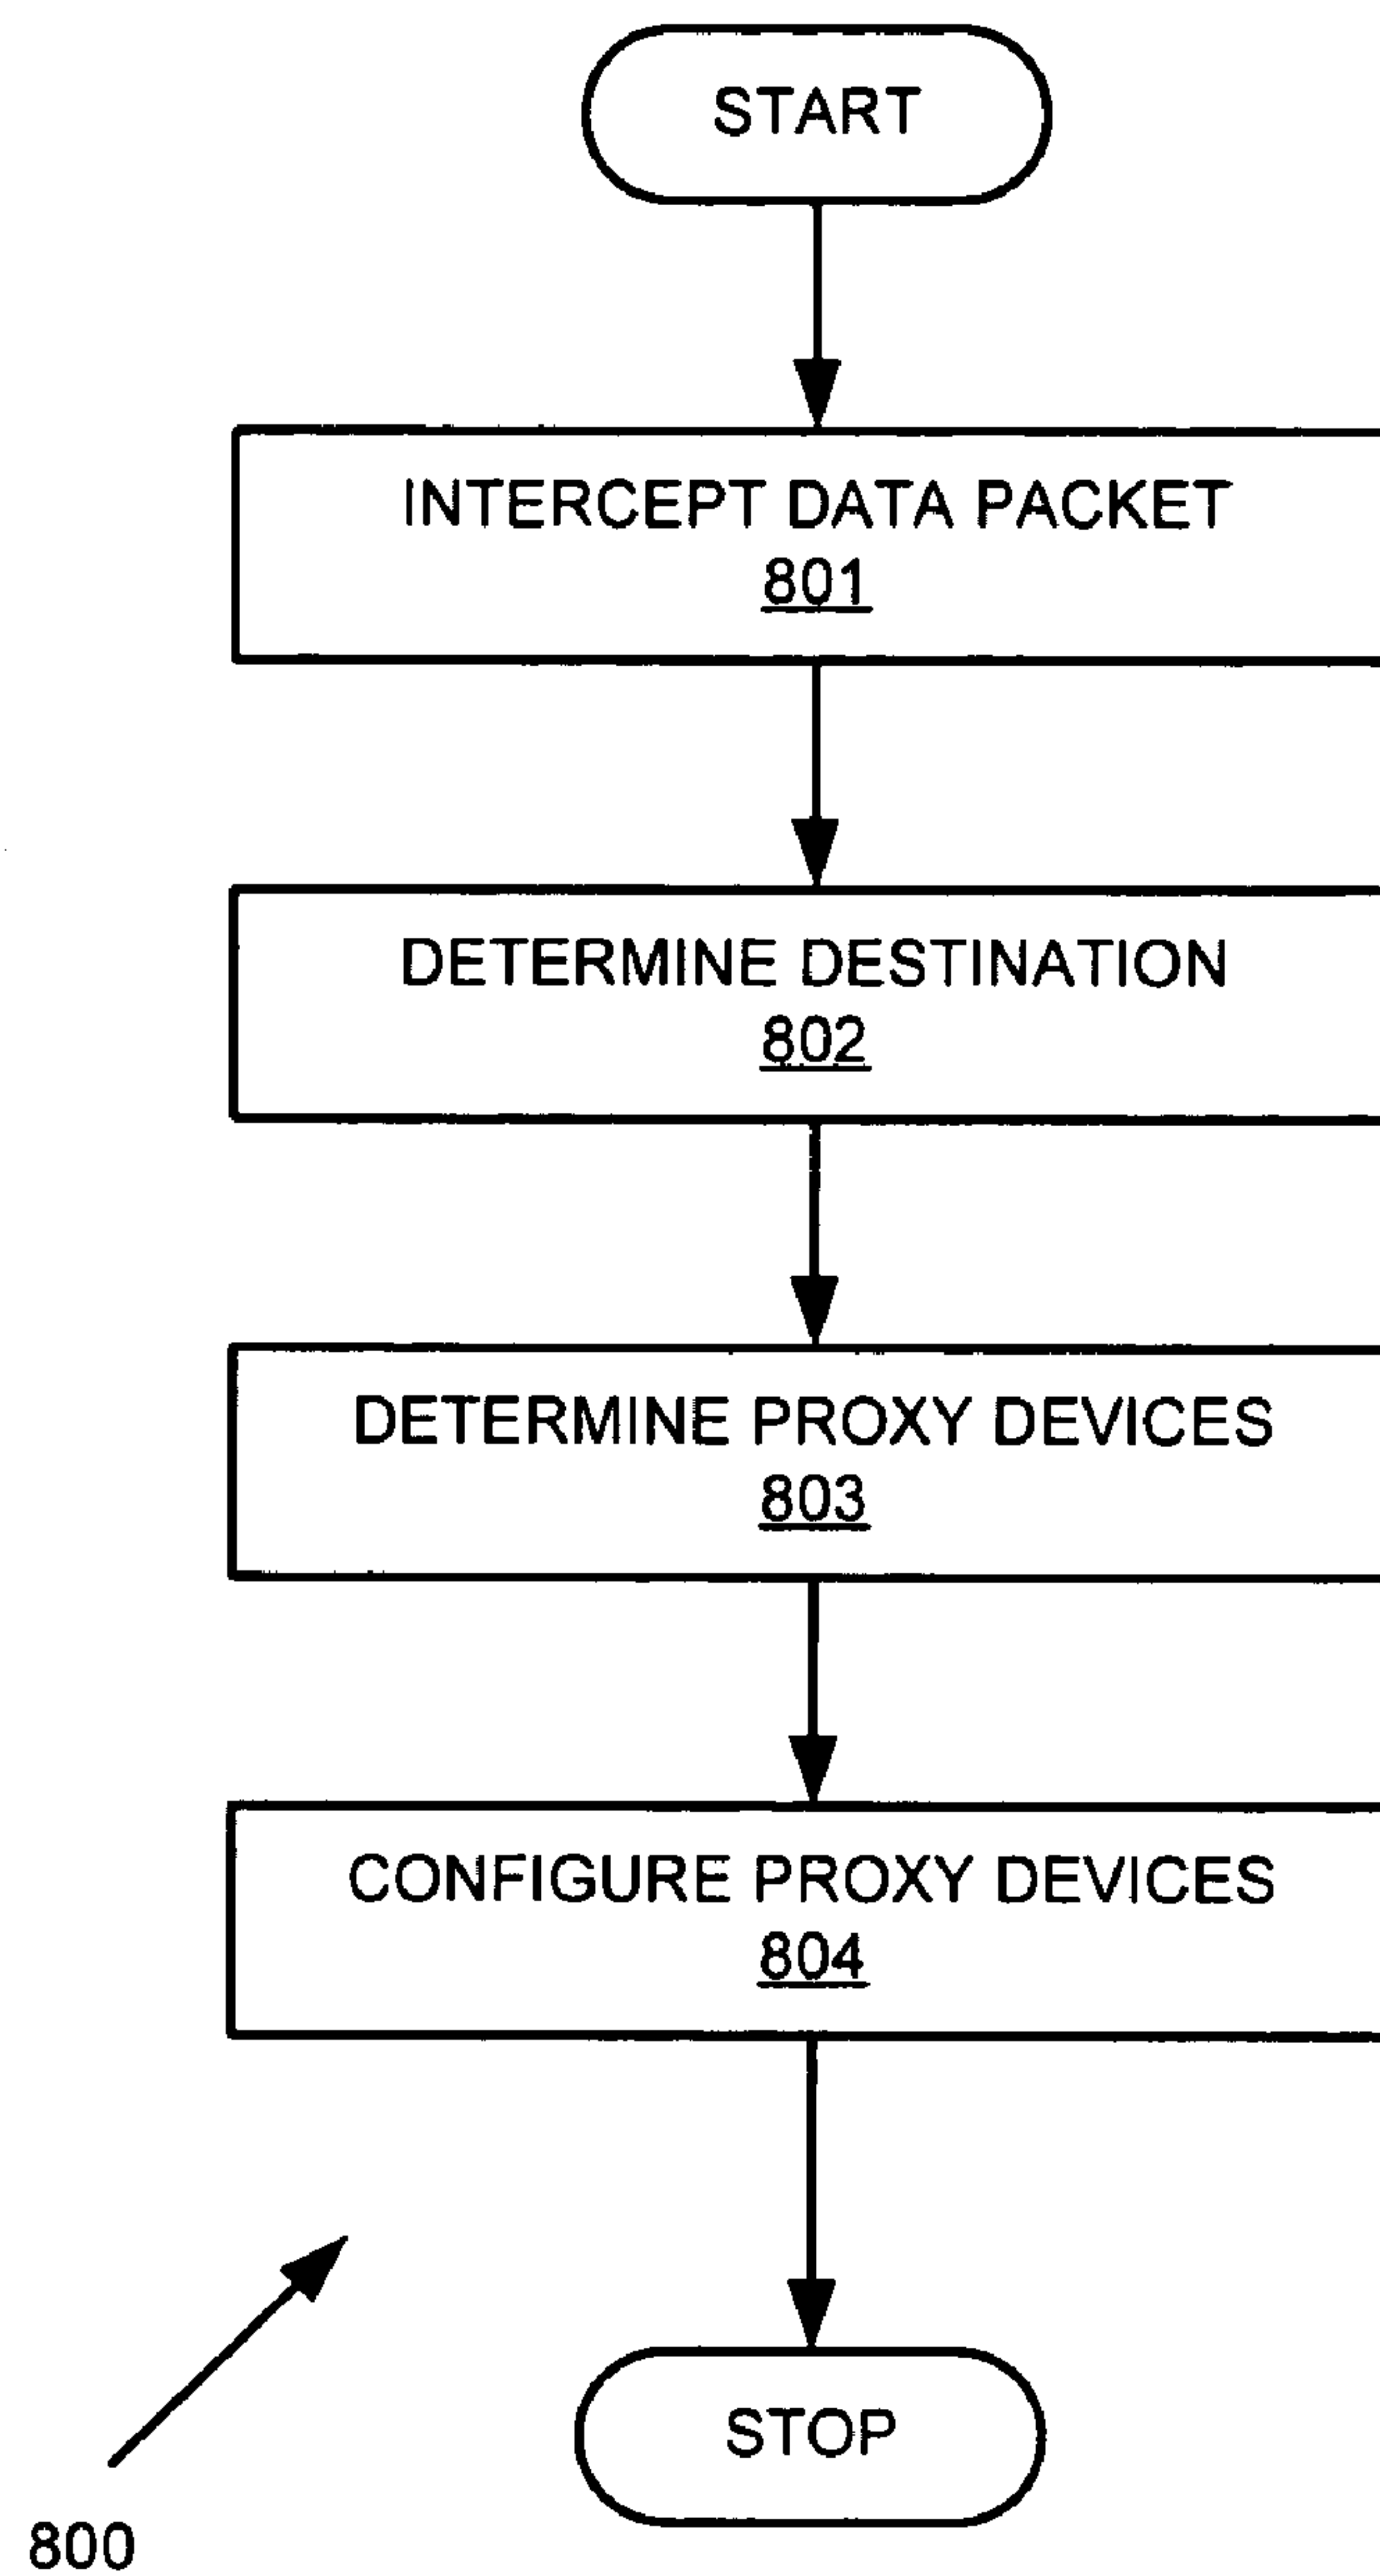 START
INTERCEPT DATA PACKET
801
DETERMINE DESTINATION
802
DETERMINE PROXY DEVICES
803
CONFIGURE PROXY DEVICES
804
STOP
800